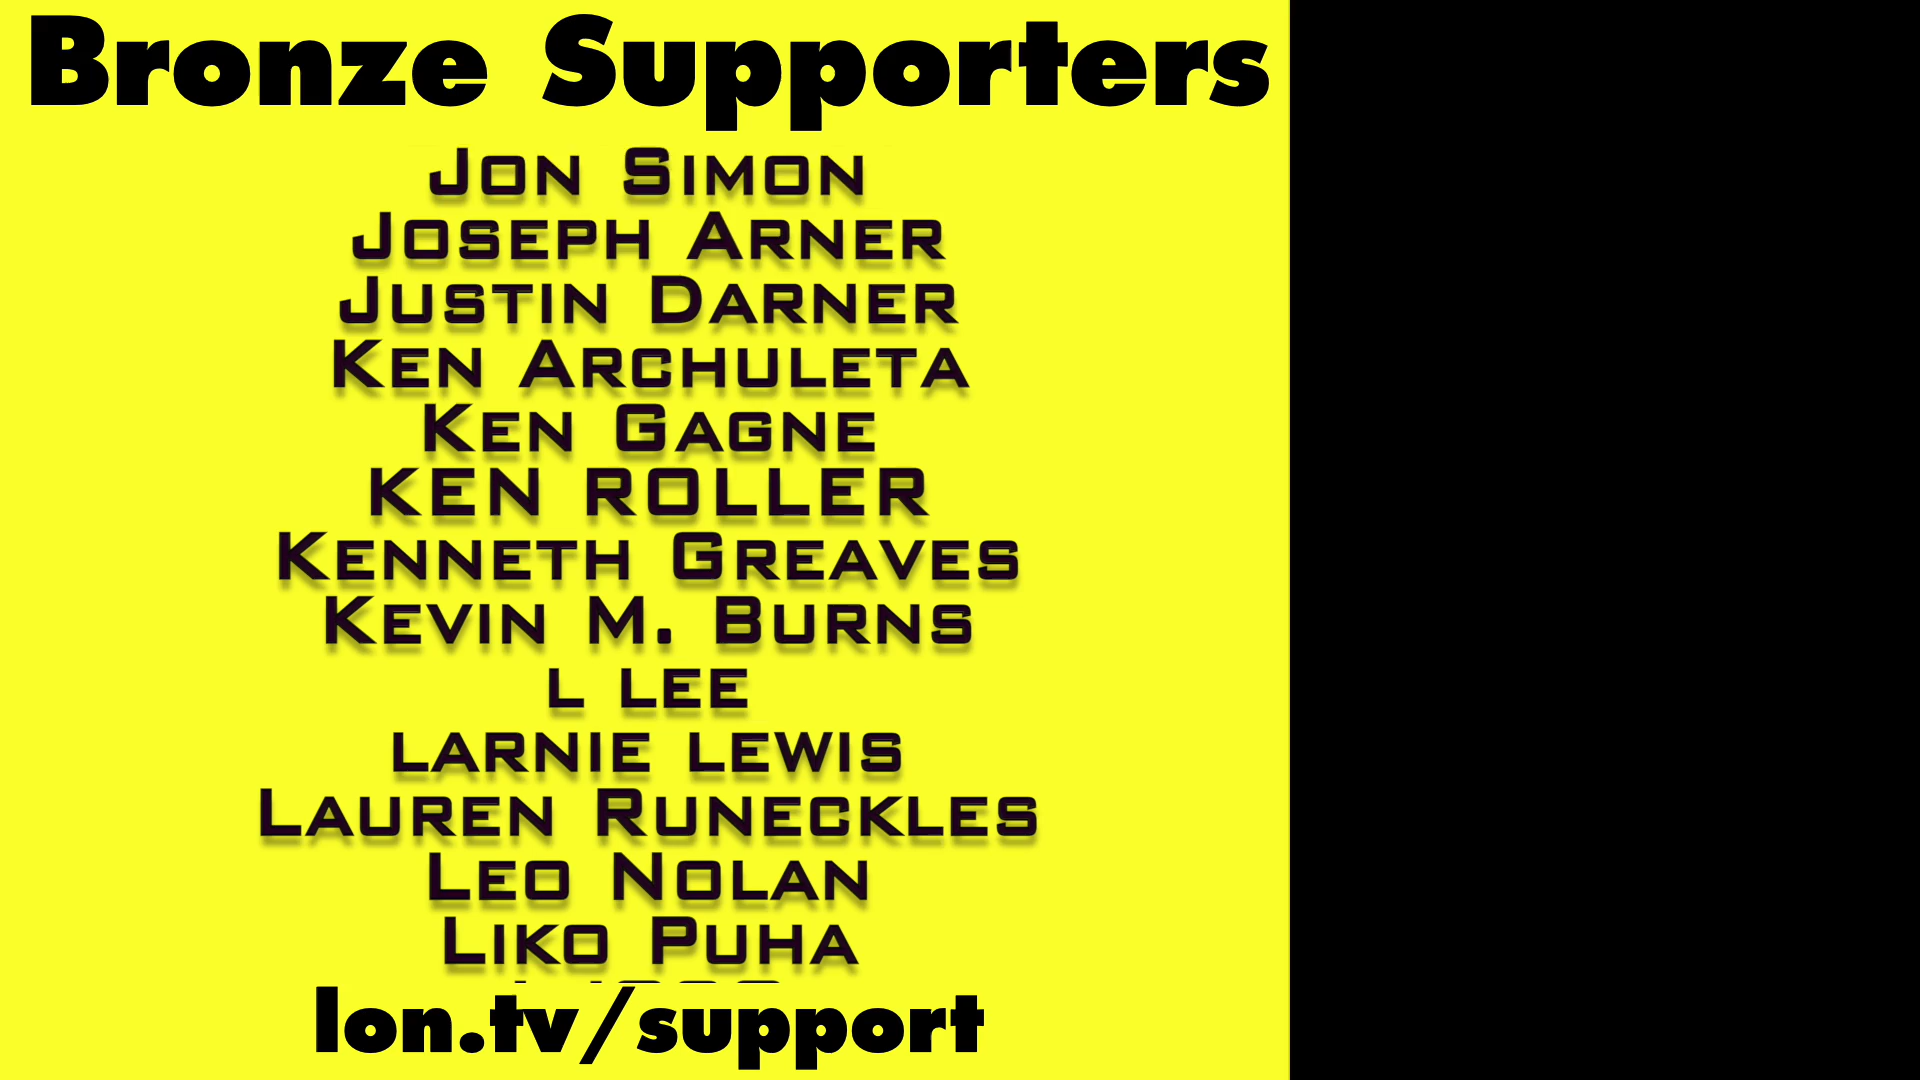 Bronze Supporters
Jon Simon
Joseph Arner
Justin Darner
Ken Archuleta
Ken Gagne
KEN ROLLER
Kenneth Greaves
Kevin M. Burns
l lee
larnie lewis
Lauren Runeckles
Leo Nolan
Liko Puha
lon.tv/support